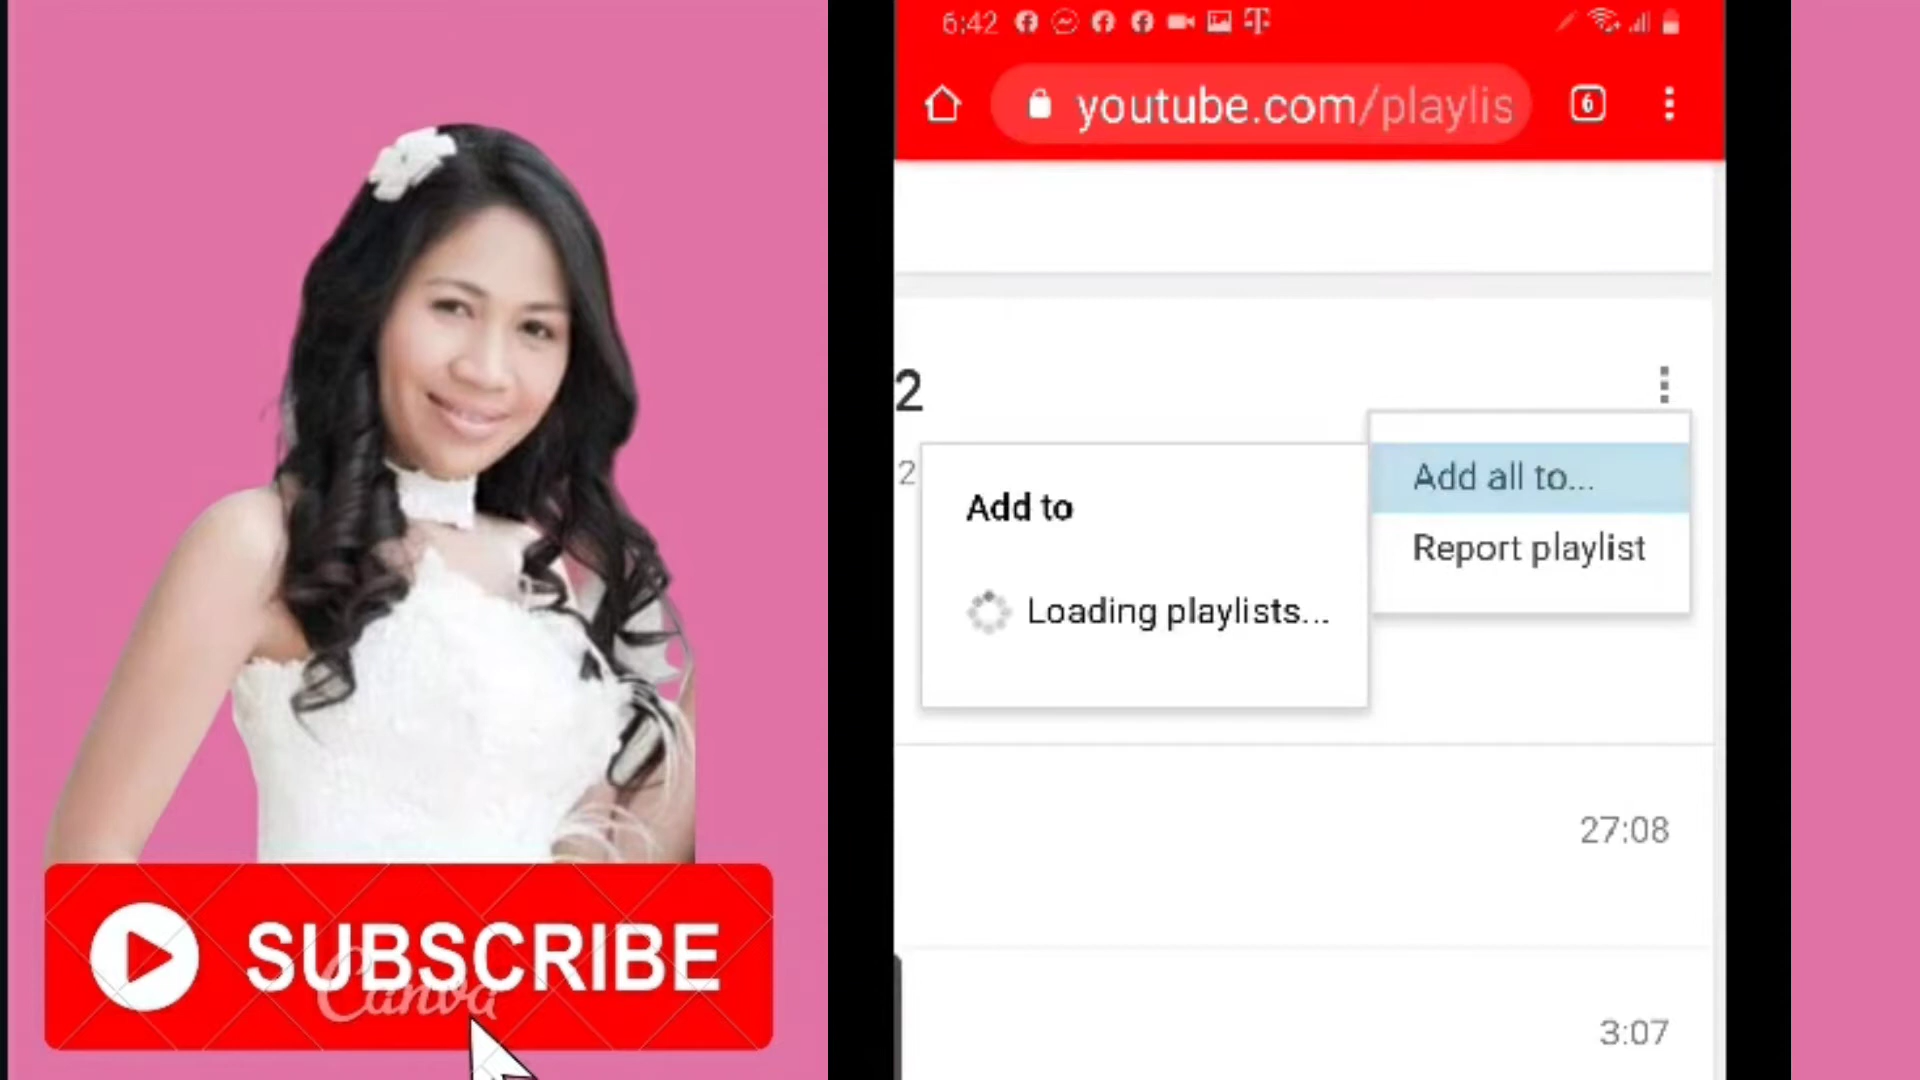 SUBSCRIBE
Canva
6:42
youtube.com/playlis
6
2
2
Add to
Loading playlists...
Add all to...
Report playlist
27:08
3:07